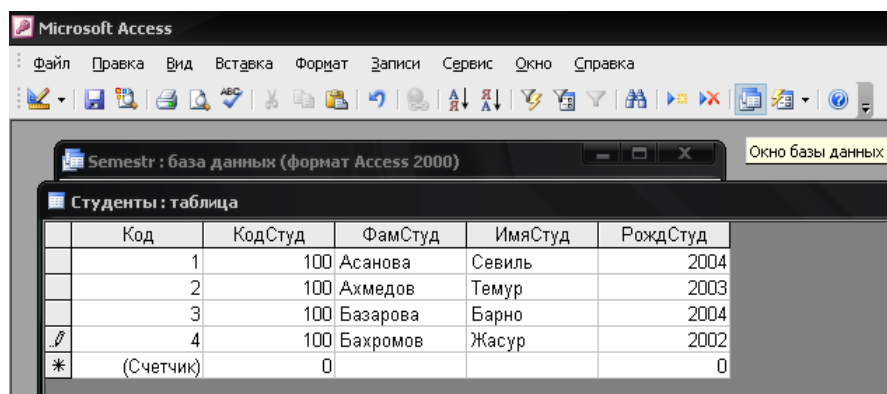 Microsoft Access
Файл Правка Вид Вставка Формат Записи Сервис Окно Справка
Окно базы данных
Semestr : база данных (формат Access 2000)
Студенты : таблица
Код КодСтуд ФамСтуд ИмяСтуд РождСтуд
1 100 Асанова Севиль 2004
2 100 Ахмедов Темур 2003
3 100 Базарова Барно 2004
4 100 Бахромов Жасур 2002
(Счетчик) 0 0